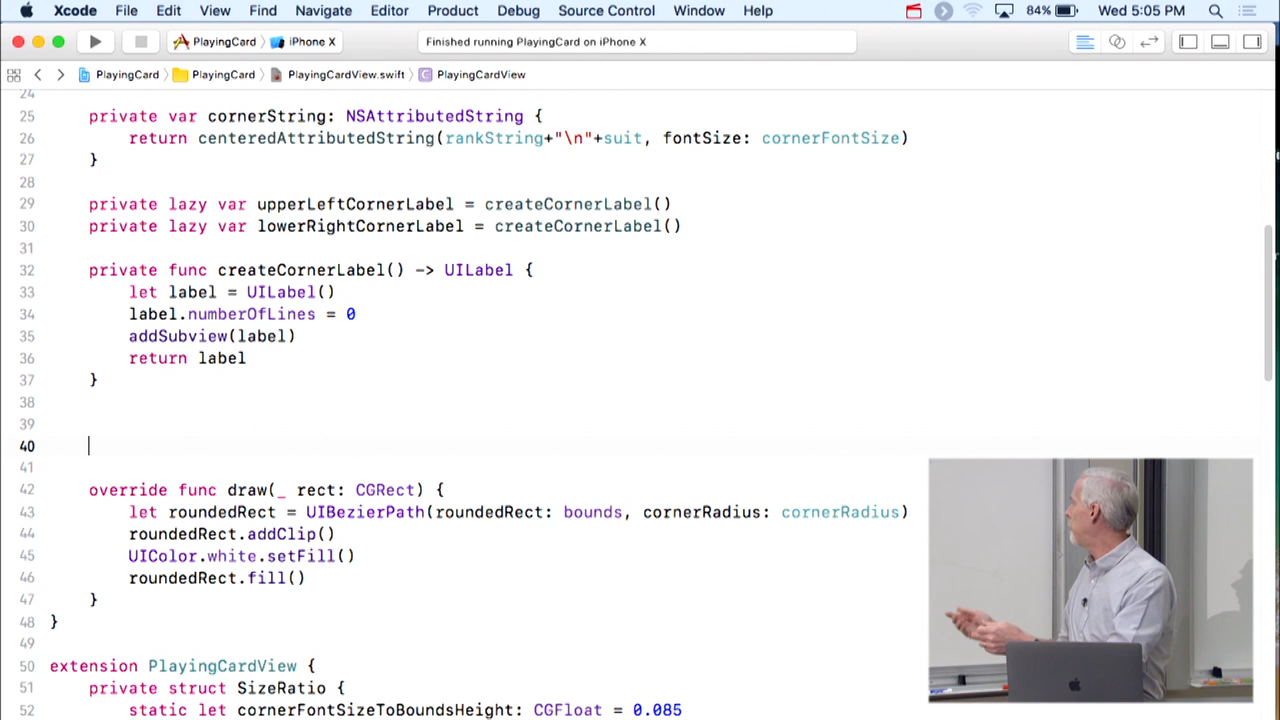 Xcode File Edit View Find Navigate Editor Product Debug Source Control Window Help 84% Wed 5:05 PM
PlayingCard iPhone X Finished running PlayingCard on iPhone X
PlayingCard PlayingCard PlayingCardView.swift PlayingCardView
24
25 private var cornerString: NSAttributedString {
26 return centeredAttributedString(rankString+"\n"+suit, fontSize: cornerFontSize)
27 }
28
29 private lazy var upperLeftCornerLabel = createCornerLabel()
30 private lazy var lowerRightCornerLabel = createCornerLabel()
31
32 private func createCornerLabel() -> UILabel {
33 let label = UILabel()
34 label.numberOfLines = 0
35 addSubview(label)
36 return label
37 }
38
39
40
41
42 override func draw(_ rect: CGRect) {
43 let roundedRect = UIBezierPath(roundedRect: bounds, cornerRadius: cornerRadius)
44 roundedRect.addClip()
45 UIColor.white.setFill()
46 roundedRect.fill()
47 }
48 }
49
50 extension PlayingCardView {
51 private struct SizeRatio {
52 static let cornerFontSizeToBoundsHeight: CGFloat = 0.085